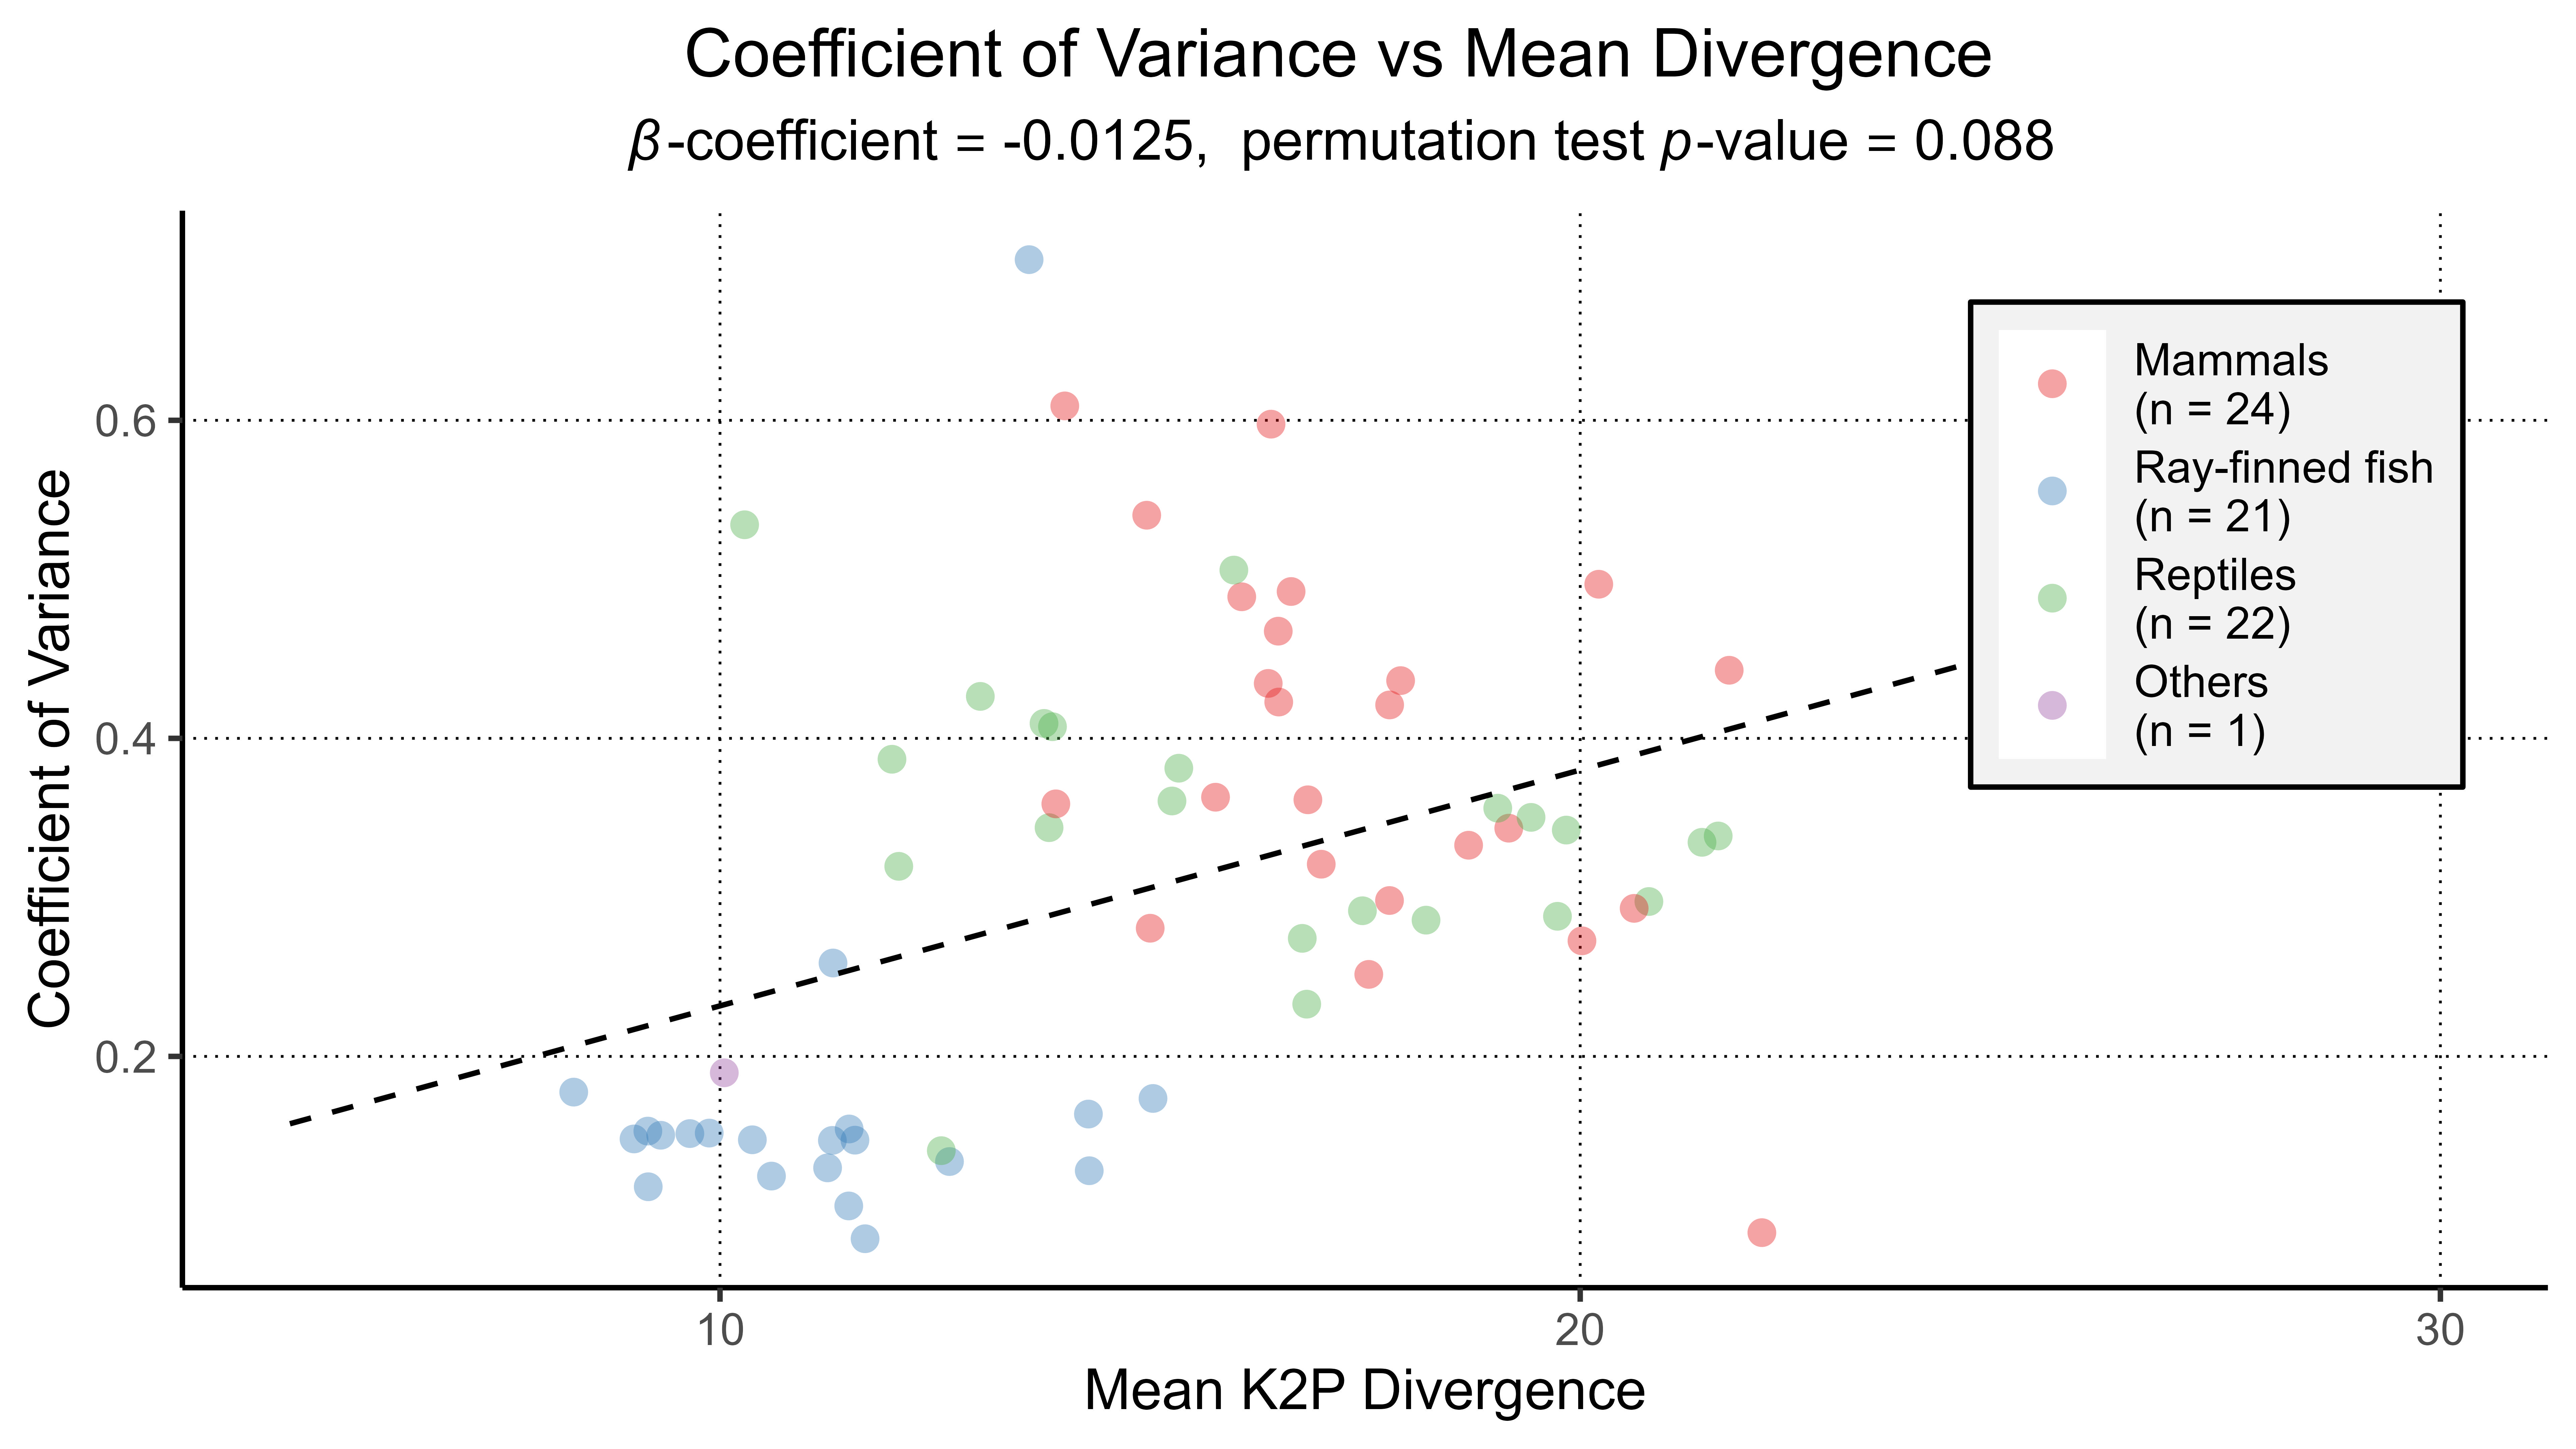 Coefficient of Variance vs Mean Divergence
β-coefficient = -0.0125,  permutation test p-value = 0.088
Coefficient of Variance
0.6
0.4
0.2
Mammals
(n = 24)
Ray-finned fish
(n = 21)
Reptiles
(n = 22)
Others
(n = 1)
10
20
30
Mean K2P Divergence